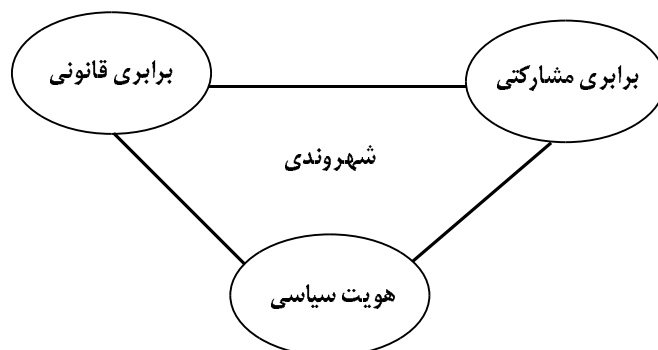 برابری مشارکتی
برابری قانونی
شهروندی
هویت سیاسی